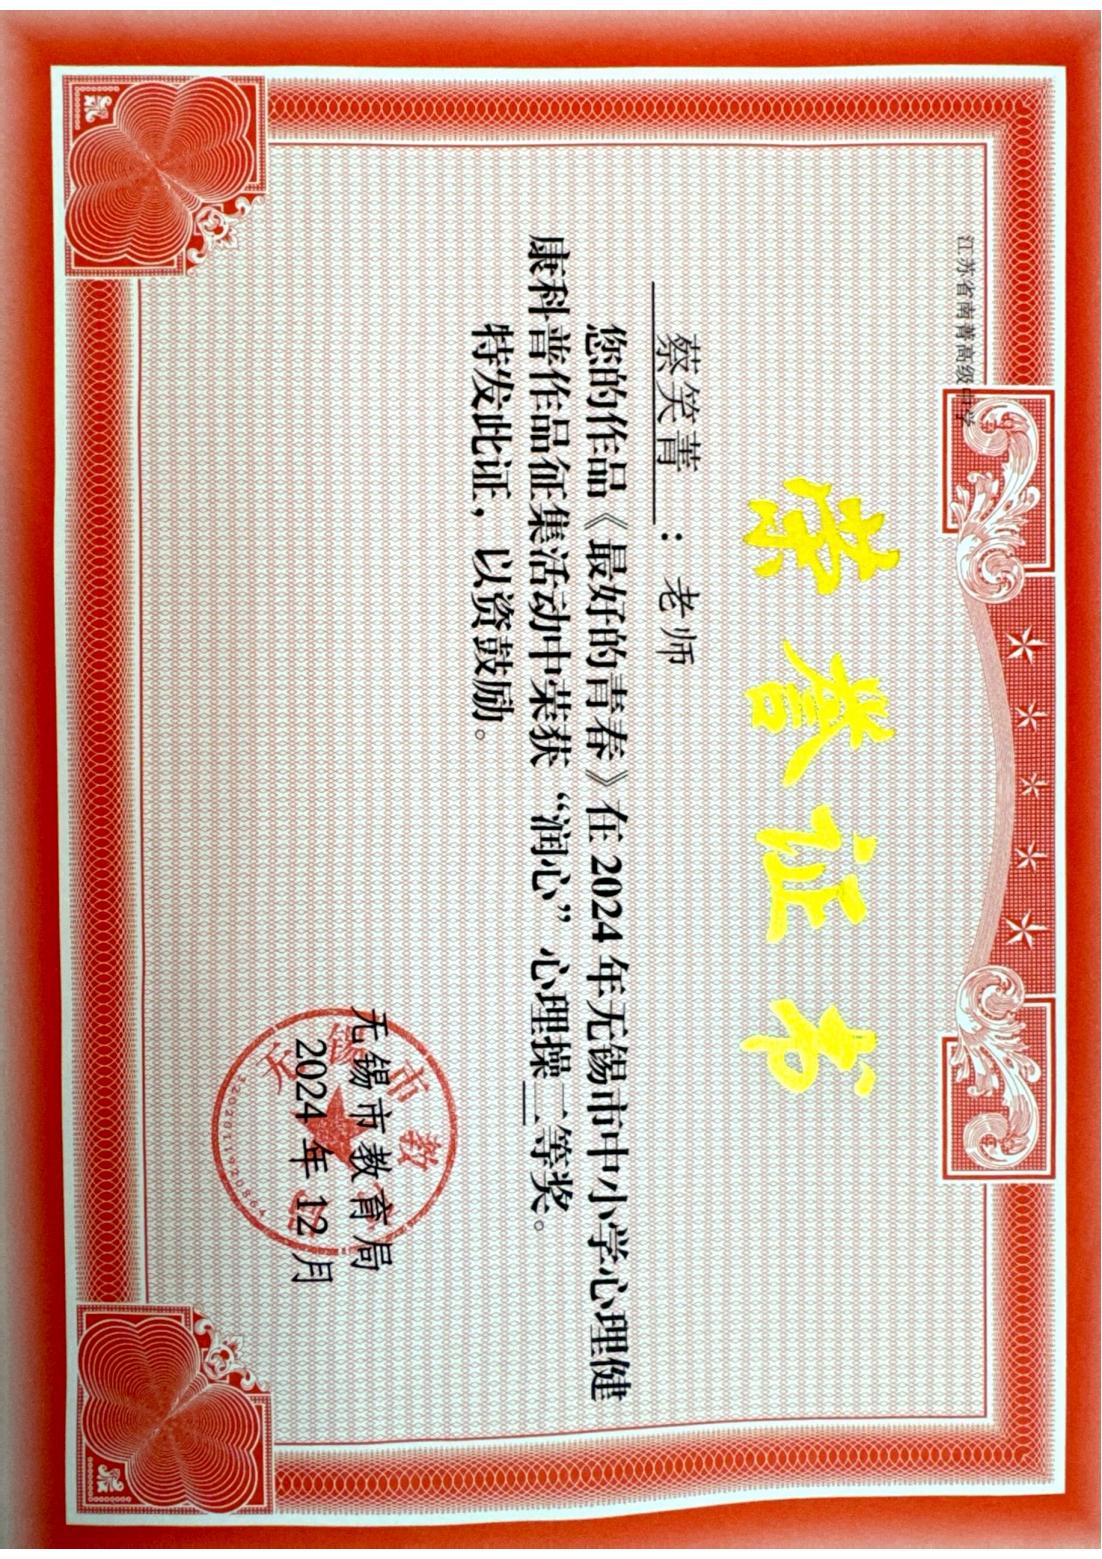 江苏省南菁高级中学
荣誉证书
蔡笑菁：老师
您的作品《最好的青春》在2024年无锡市中小学心理健
康科普作品征集活动中荣获“润心”心理操二等奖。
特发此证，以资鼓励。
无锡市教育局
2024年12月